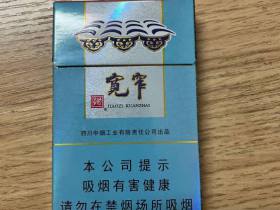 宽窄
JIAOZI KUANZHAI
四川中烟工业有限责任公司出品
本公司提示
吸烟有害健康
请勿在禁烟场所吸烟